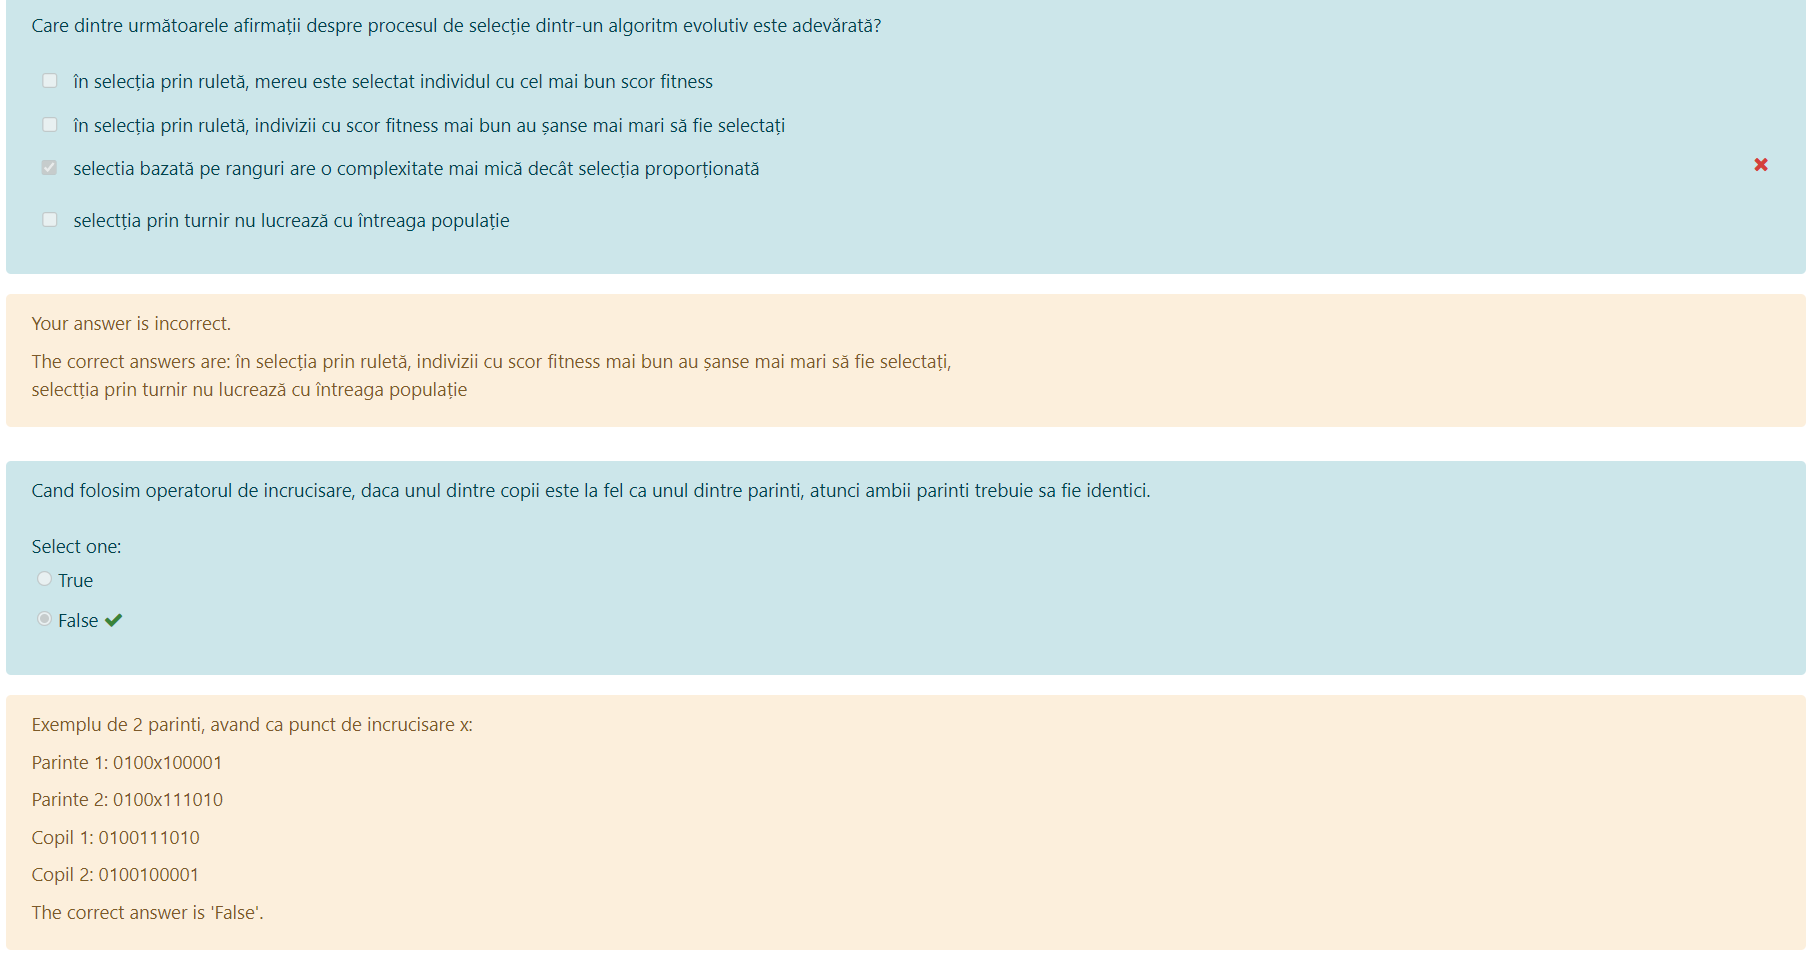 Care dintre următoarele afirmații despre procesul de selecție dintr-un algoritm evolutiv este adevărată?
în selecția prin ruletă, mereu este selectat individul cu cel mai bun scor fitness
în selecția prin ruletă, indivizii cu scor fitness mai bun au șanse mai mari să fie selectați
selectia bazată pe ranguri are o complexitate mai mică decât selecția proporționată
selectția prin turnir nu lucrează cu întreaga populație
Your answer is incorrect.
The correct answers are: în selecția prin ruletă, indivizii cu scor fitness mai bun au șanse mai mari să fie selectați,
selectția prin turnir nu lucrează cu întreaga populație
Cand folosim operatorul de incrucisare, daca unul dintre copii este la fel ca unul dintre parinti, atunci ambii parinti trebuie sa fie identici.
Select one:
True
False
Exemplu de 2 parinti, avand ca punct de incrucisare x:
Parinte 1: 0100x100001
Parinte 2: 0100x111010
Copil 1: 0100111010
Copil 2: 0100100001
The correct answer is 'False'.